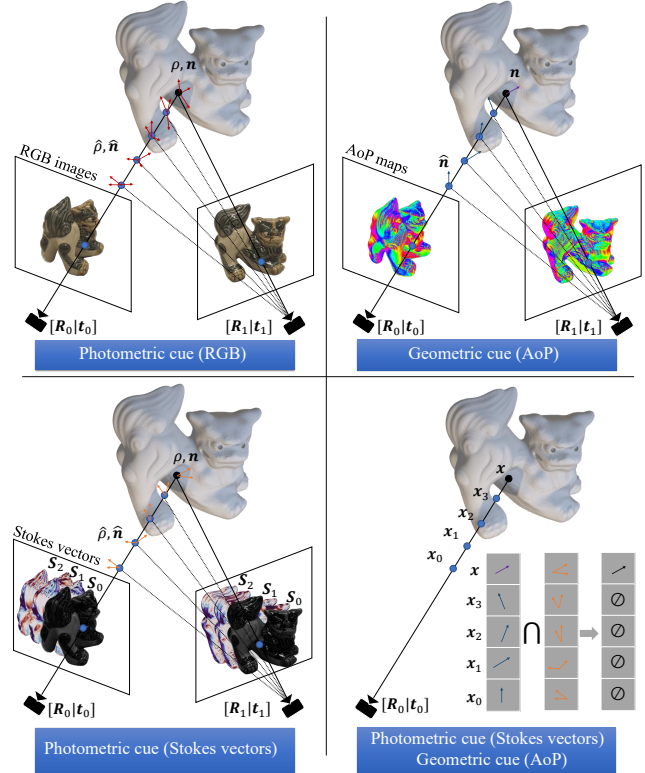 ρ, n
ρ̂, n̂
RGB images
[R₀|t₀]
[R₁|t₁]
Photometric cue (RGB)
n
n̂
AoP maps
[R₀|t₀]
[R₁|t₁]
Geometric cue (AoP)
ρ, n
ρ̂, n̂
Stokes vectors
S₂ S₁ S₀
S₂ S₁ S₀
[R₀|t₀]
[R₁|t₁]
Photometric cue (Stokes vectors)
x
x₃
x₂
x₁
x₀
x
x₃ ∅
x₂ ⋂ ∅
x₁ ∅
x₀ ∅
[R₀|t₀]
Photometric cue (Stokes vectors)
Geometric cue (AoP)